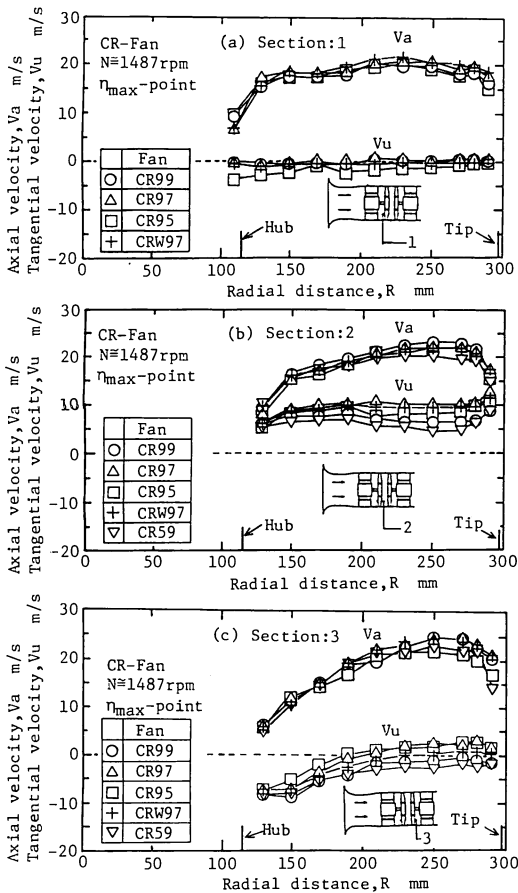 Axial velocity,Va m/s
Tangential velocity,Vu m/s
30
20
10
0
-10
-20
CR-Fan
N≅1487rpm
ηmax-point
(a) Section:1
Va
Vu
Fan
CR99
CR97
CR95
CRW97
1
Hub
Tip
0 50 100 150 200 250 300
Radial distance,R mm
Axial velocity,Va m/s
Tangential velocity,Vu m/s
30
20
10
0
-10
-20
CR-Fan
N≅1487rpm
ηmax-point
(b) Section:2
Va
Vu
Fan
CR99
CR97
CR95
CRW97
CR59
2
Hub
Tip
0 50 100 150 200 250 300
Radial distance,R mm
Axial velocity,Va m/s
Tangential velocity,Vu m/s
30
20
10
0
-10
-20
(c) Section:3
CR-Fan
N≅1487rpm
ηmax-point
Va
Vu
Fan
CR99
CR97
CR95
CRW97
CR59
3
Hub
Tip
0 50 100 150 200 250 300
Radial distance,R mm